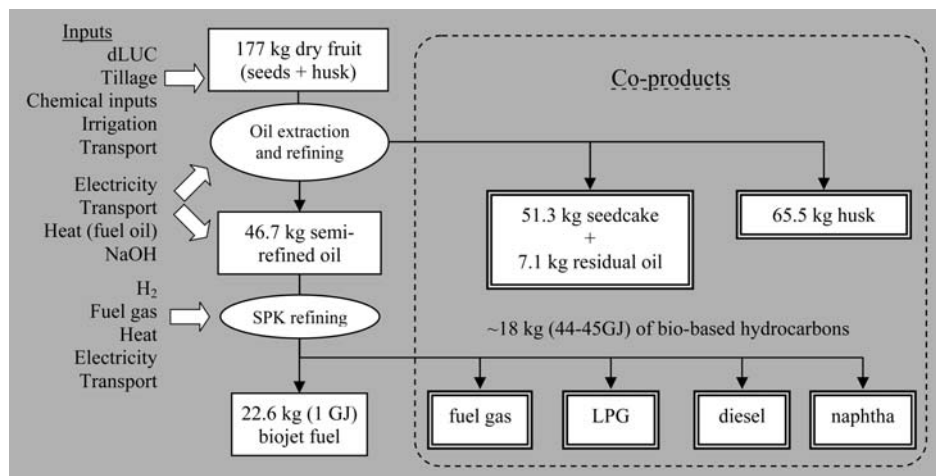 Inputs
dLUC
Tillage
Chemical inputs
Irrigation
Transport
Electricity
Transport
Heat (fuel oil)
NaOH
H₂
Fuel gas
Heat
Electricity
Transport
177 kg dry fruit
(seeds + husk)
Oil extraction
and refining
46.7 kg semi-
refined oil
SPK refining
22.6 kg (1 GJ)
biojet fuel
Co-products
51.3 kg seedcake
+
7.1 kg residual oil
65.5 kg husk
~18 kg (44-45GJ) of bio-based hydrocarbons
fuel gas
LPG
diesel
naphtha